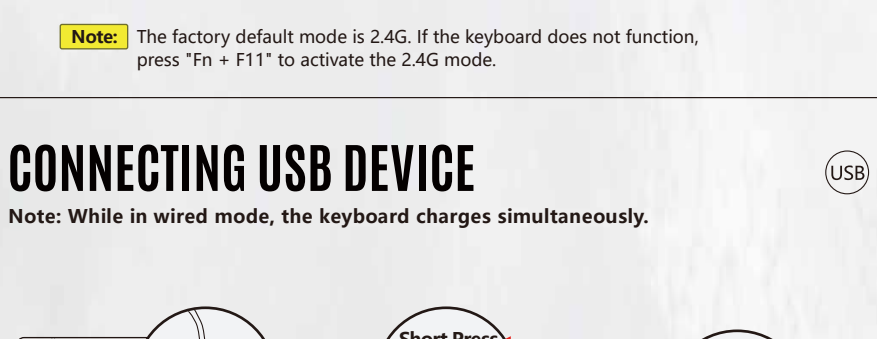 Note: The factory default mode is 2.4G. If the keyboard does not function,
press "Fn + F11" to activate the 2.4G mode.
CONNECTING USB DEVICE
USB
Note: While in wired mode, the keyboard charges simultaneously.
Short Press